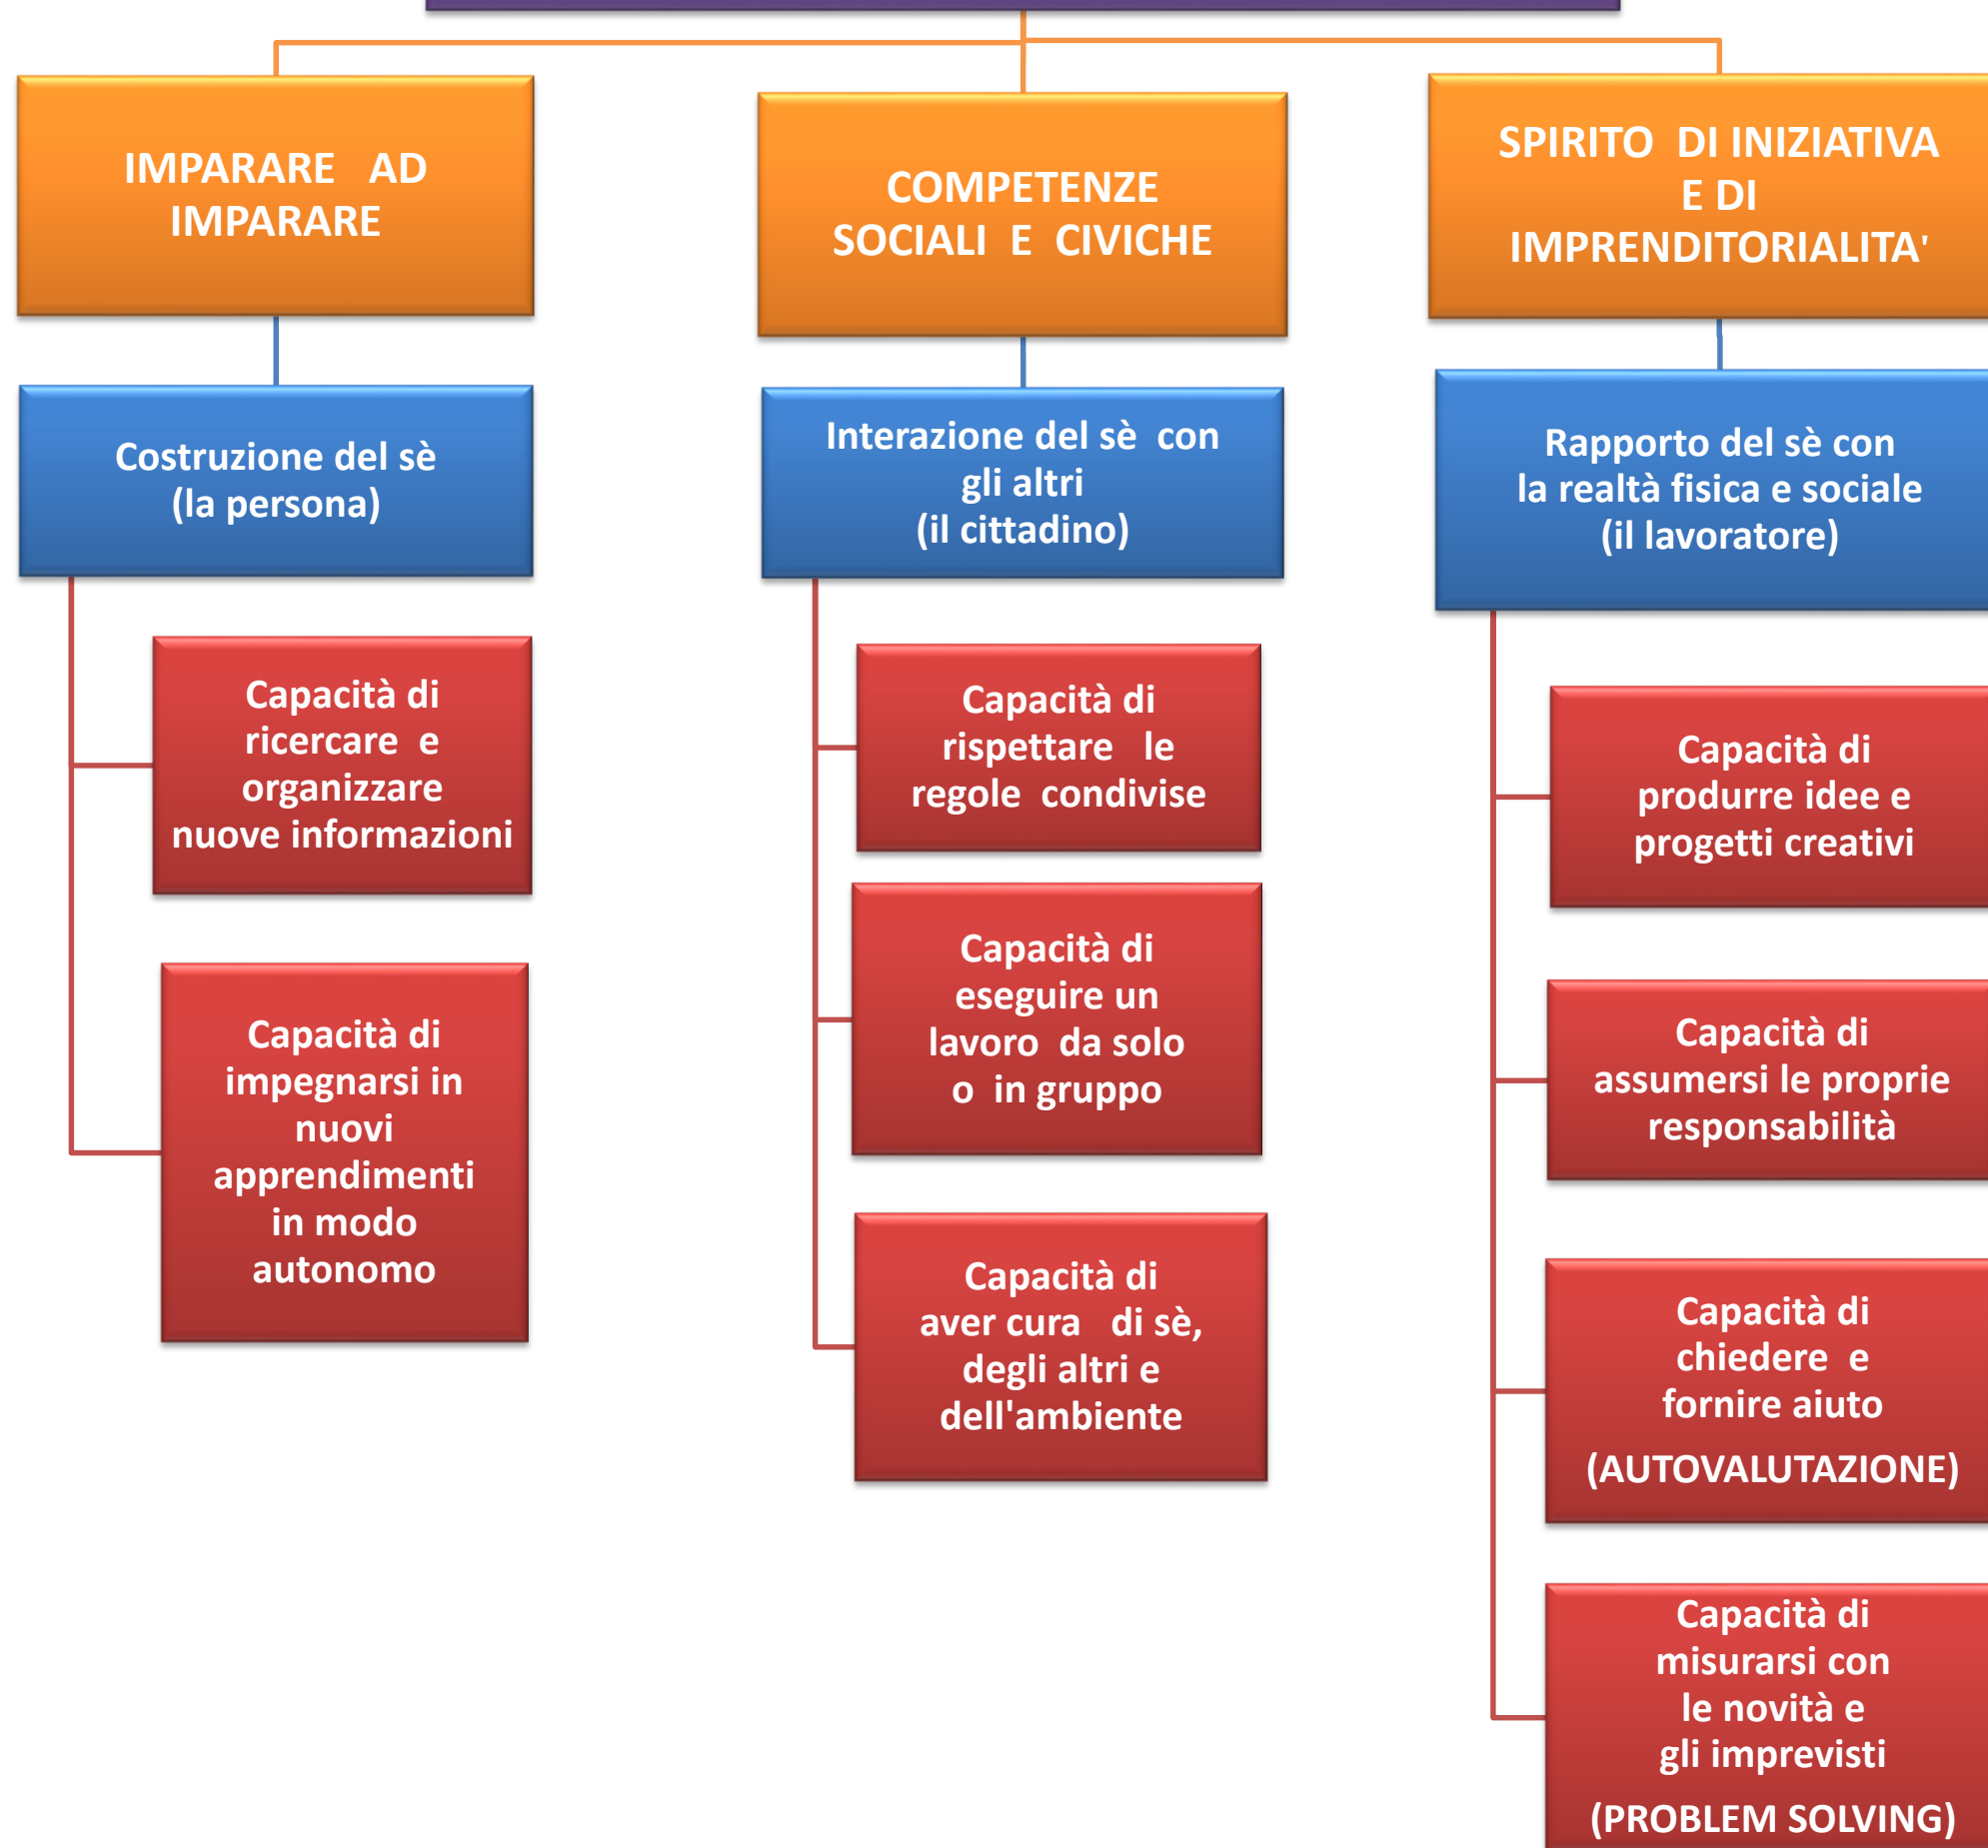 IMPARARE AD
IMPARARE
Costruzione del sè
(la persona)
Capacità di
ricercare e
organizzare
nuove informazioni
Capacità di
impegnarsi in
nuovi
apprendimenti
in modo
autonomo
COMPETENZE
SOCIALI E CIVICHE
Interazione del sè con
gli altri
(il cittadino)
Capacità di
rispettare le
regole condivise
Capacità di
eseguire un
lavoro da solo
o in gruppo
Capacità di
aver cura di sè,
degli altri e
dell'ambiente
SPIRITO DI INIZIATIVA
E DI
IMPRENDITORIALITA'
Rapporto del sè con
la realtà fisica e sociale
(il lavoratore)
Capacità di
produrre idee e
progetti creativi
Capacità di
assumersi le proprie
responsabilità
Capacità di
chiedere e
fornire aiuto
(AUTOVALUTAZIONE)
Capacità di
misurarsi con
le novità e
gli imprevisti
(PROBLEM SOLVING)